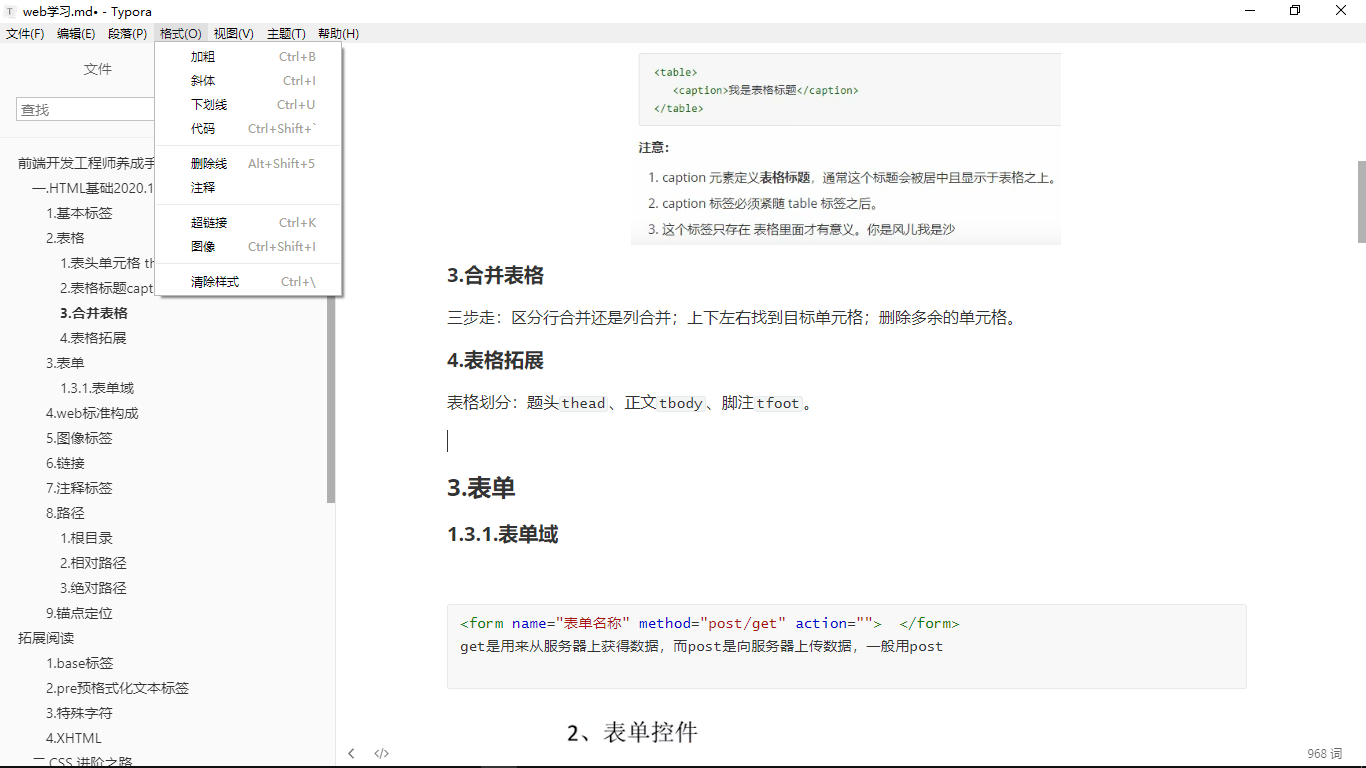 web学习.md• - Typora
文件(F) 编辑(E) 段落(P) 格式(O) 视图(V) 主题(T) 帮助(H)
文件
查找
前端开发工程师养成手
一.HTML基础2020.1
1.基本标签
2.表格
1.表头单元格 th
2.表格标题capt
3.合并表格
4.表格拓展
3.表单
1.3.1.表单域
4.web标准构成
5.图像标签
6.链接
7.注释标签
8.路径
1.根目录
2.相对路径
3.绝对路径
9.锚点定位
拓展阅读
1.base标签
2.pre预格式化文本标签
3.特殊字符
4.XHTML
二.CSS 进阶之路
加粗 Ctrl+B
斜体 Ctrl+I
下划线 Ctrl+U
代码 Ctrl+Shift+`
删除线 Alt+Shift+5
注释
超链接 Ctrl+K
图像 Ctrl+Shift+I
清除样式 Ctrl+\
<table>
<caption>我是表格标题</caption>
</table>
注意：
1. caption 元素定义表格标题，通常这个标题会被居中且显示于表格之上。
2. caption 标签必须紧随 table 标签之后。
3. 这个标签只存在 表格里面才有意义。你是风儿我是沙
3.合并表格
三步走：区分行合并还是列合并；上下左右找到目标单元格；删除多余的单元格。
4.表格拓展
表格划分：题头thead、正文tbody、脚注tfoot。
3.表单
1.3.1.表单域
<form name="表单名称" method="post/get" action="">  </form>
get是用来从服务器上获得数据，而post是向服务器上传数据，一般用post
2、表单控件
</>
968 词